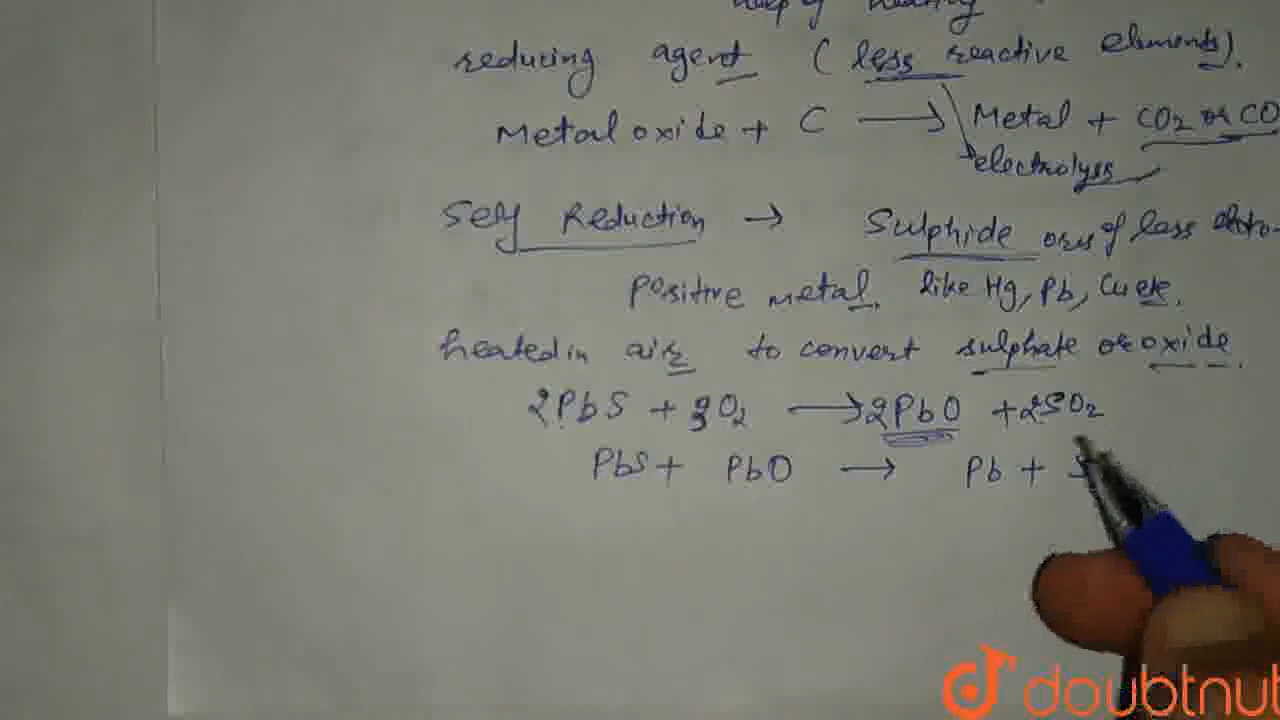 reducing agent (less reactive elements).
Metal oxide + C → Metal + CO2 or CO
electrolysis
Self Reduction → Sulphide ores of less electro-
positive metal. like Hg, Pb, Cu etc.
heated in air to convert sulphate or oxide.
2PbS + 3O2 → 2PbO + 2SO2
PbS + PbO → Pb + S
doubtnut